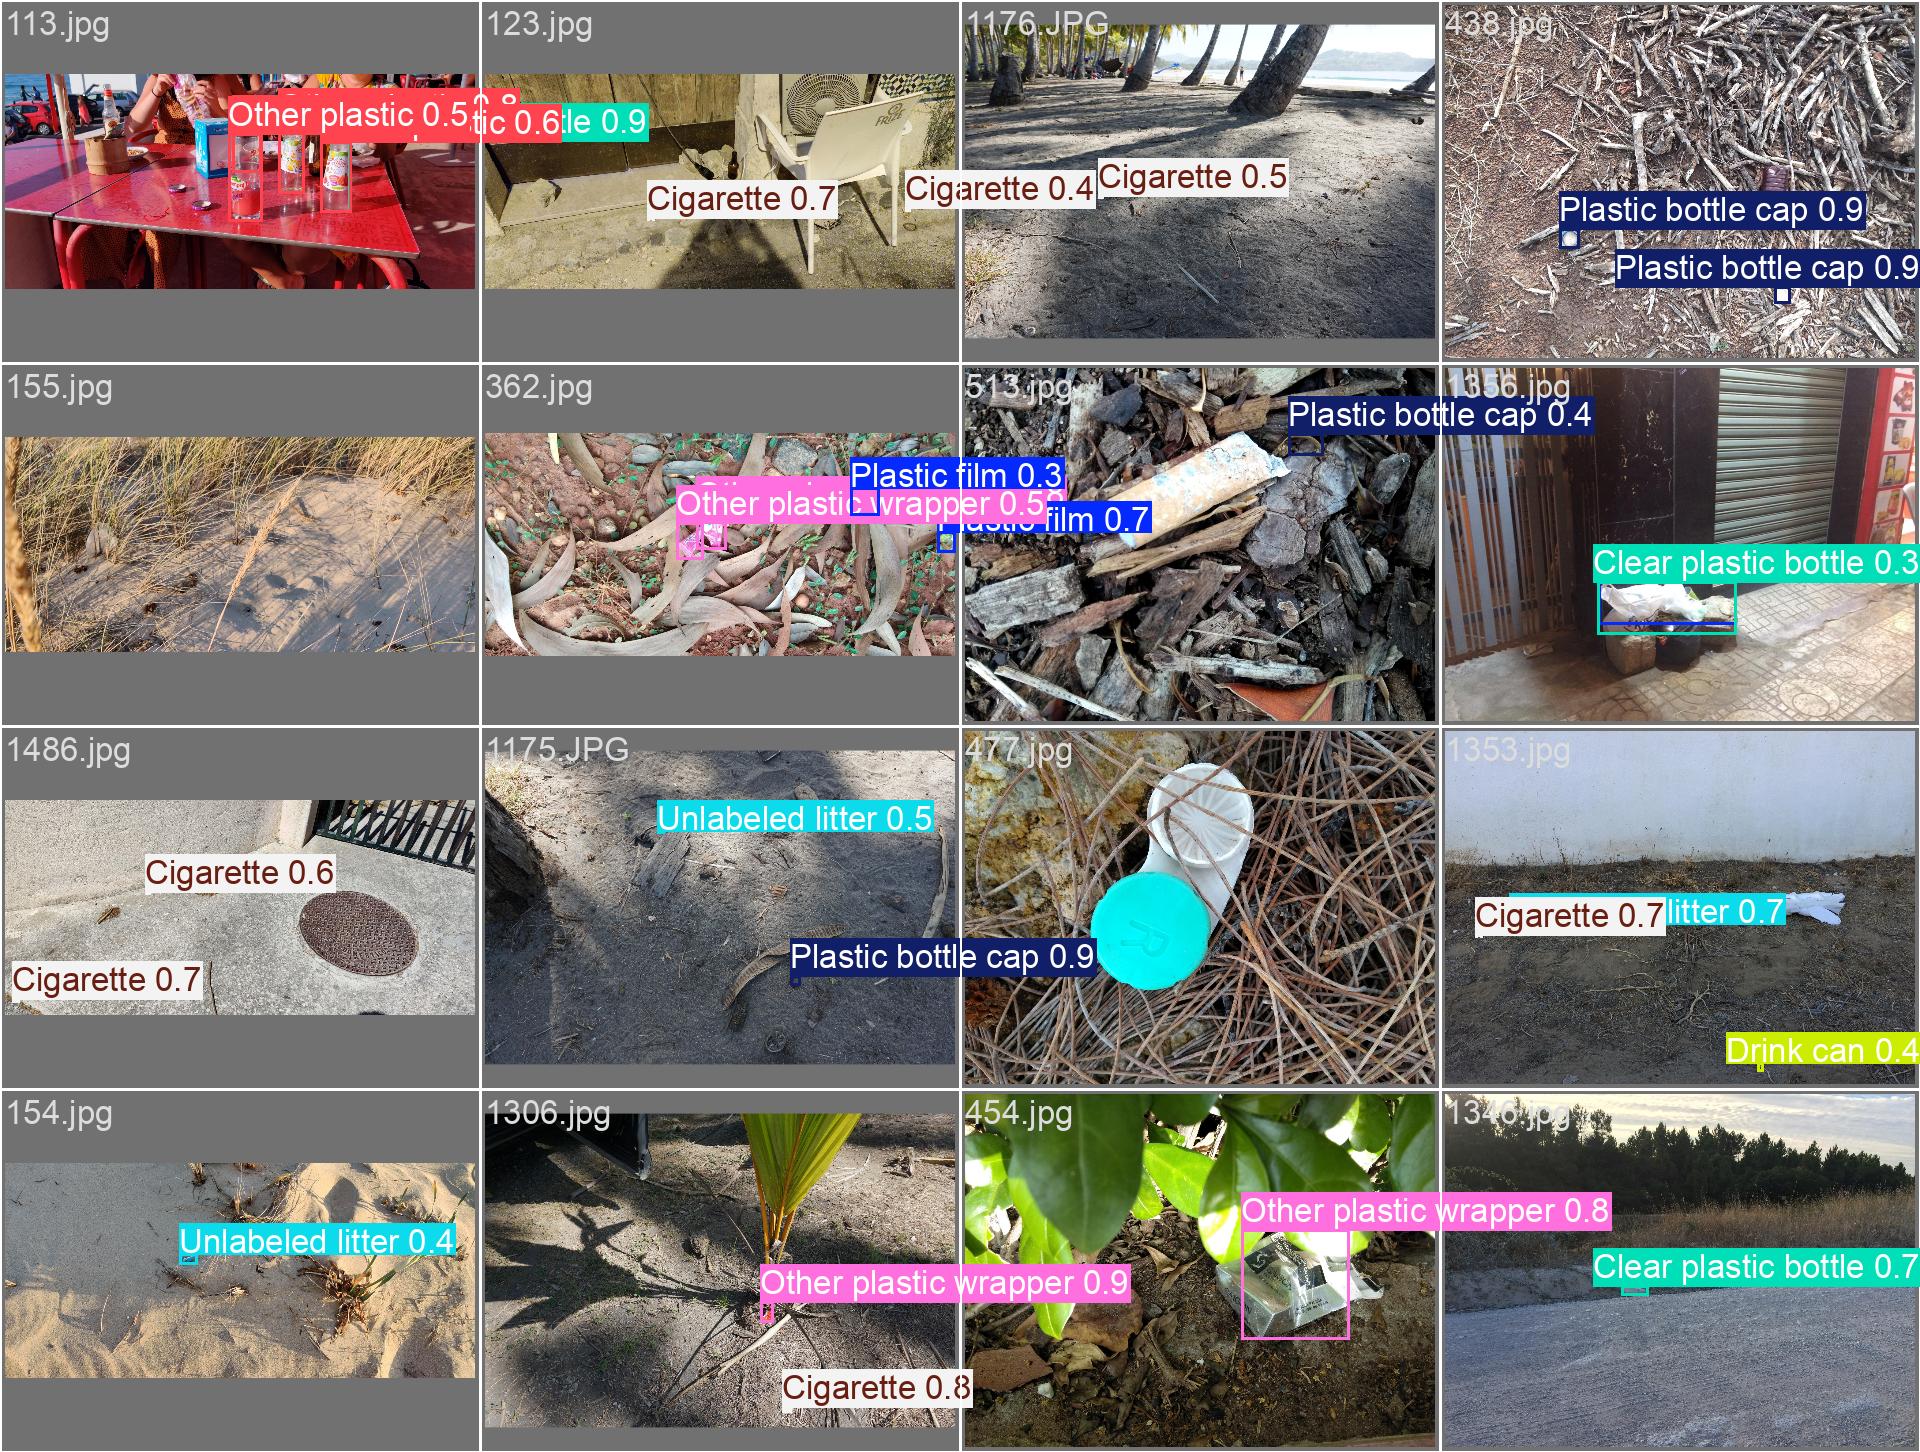 113.jpg
Other plastic 0.5
tic 0.6
123.jpg
tle 0.9
Cigarette 0.7
1176.JPG
Cigarette 0.4
Cigarette 0.5
438.jpg
Plastic bottle cap 0.9
Plastic bottle cap 0.9
155.jpg
362.jpg
Plastic film 0.3
Other plastic wrapper 0.5
film 0.7
513.jpg
Plastic bottle cap 0.4
1356.jpg
Clear plastic bottle 0.3
1486.jpg
Cigarette 0.6
Cigarette 0.7
1175.JPG
Unlabeled litter 0.5
Plastic bottle cap 0.9
477.jpg
R
1353.jpg
Cigarette 0.7
litter 0.7
Drink can 0.4
154.jpg
Unlabeled litter 0.4
1306.jpg
Other plastic wrapper 0.9
Cigarette 0.8
454.jpg
Other plastic wrapper 0.8
1346.jpg
Clear plastic bottle 0.7